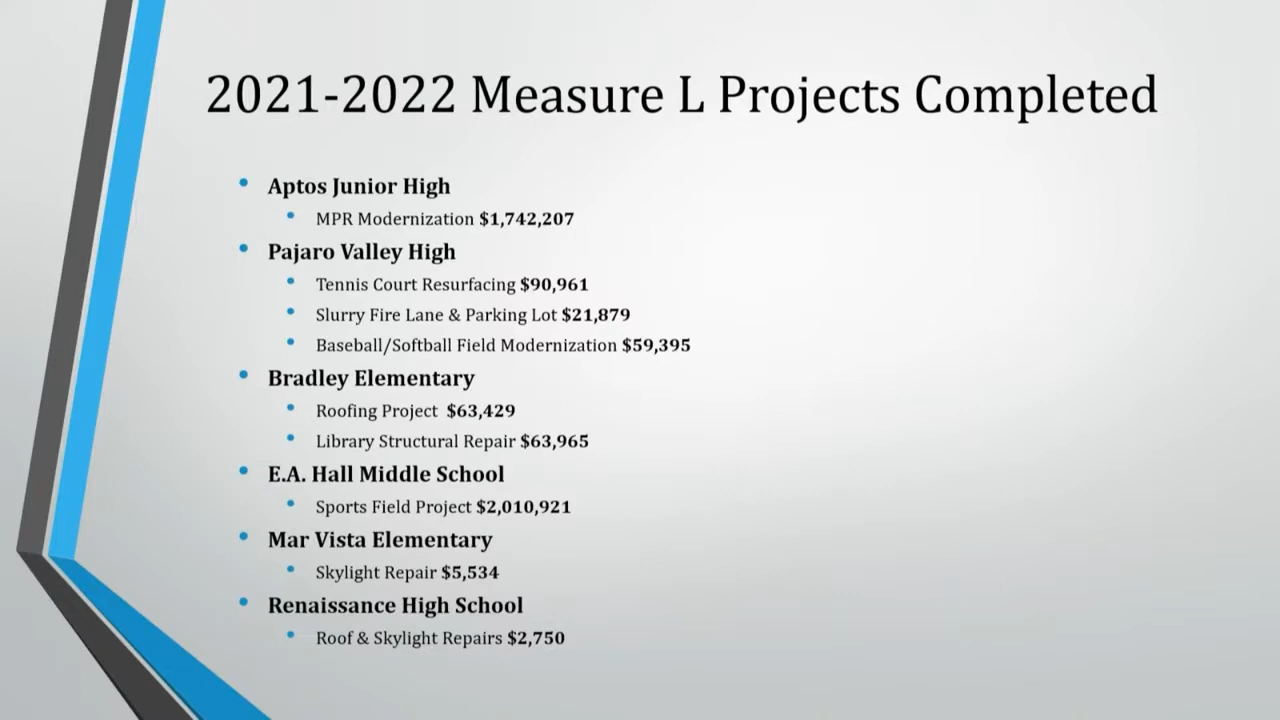 2021-2022 Measure L Projects Completed
• Aptos Junior High
• MPR Modernization $1,742,207
• Pajaro Valley High
• Tennis Court Resurfacing $90,961
• Slurry Fire Lane & Parking Lot $21,879
• Baseball/Softball Field Modernization $59,395
• Bradley Elementary
• Roofing Project $63,429
• Library Structural Repair $63,965
• E.A. Hall Middle School
• Sports Field Project $2,010,921
• Mar Vista Elementary
• Skylight Repair $5,534
• Renaissance High School
• Roof & Skylight Repairs $2,750